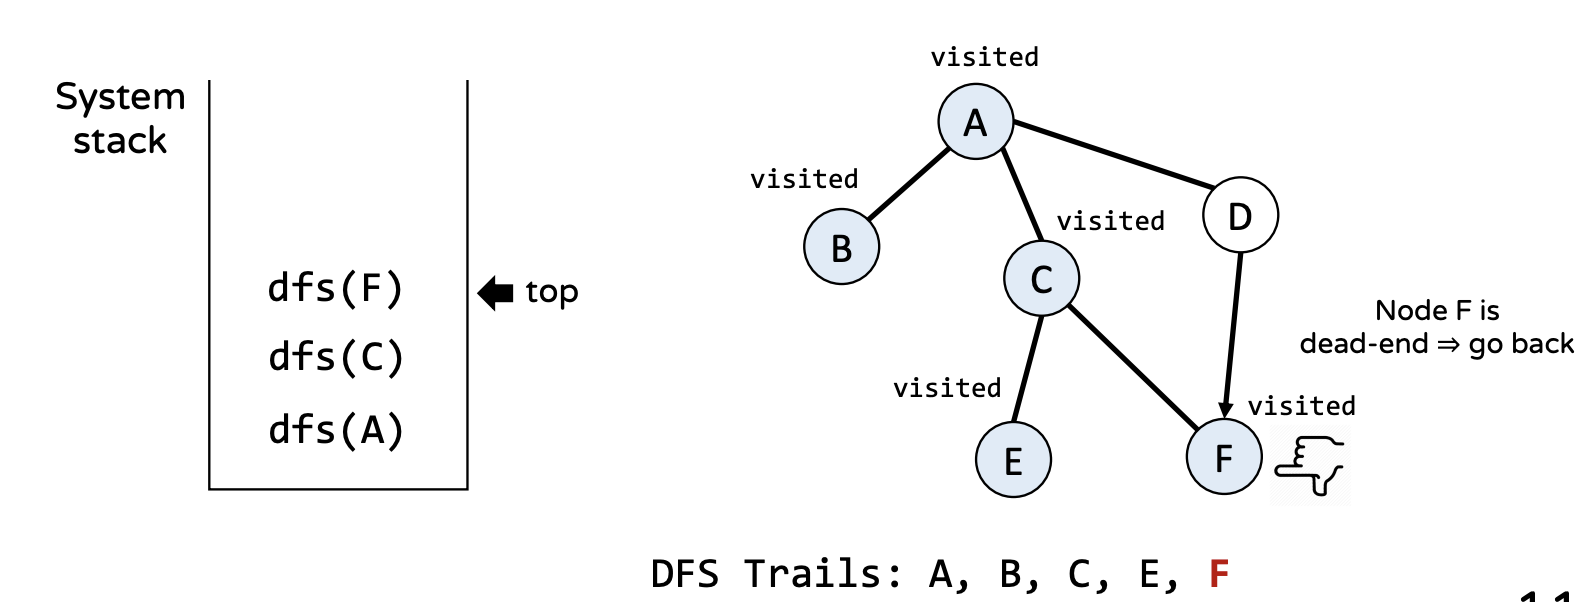 System
stack
dfs(F)
top
dfs(C)
dfs(A)
visited
A
visited
B
visited
C
D
Node F is
dead-end ⇒ go back
visited
E
visited
F
DFS Trails: A, B, C, E, F